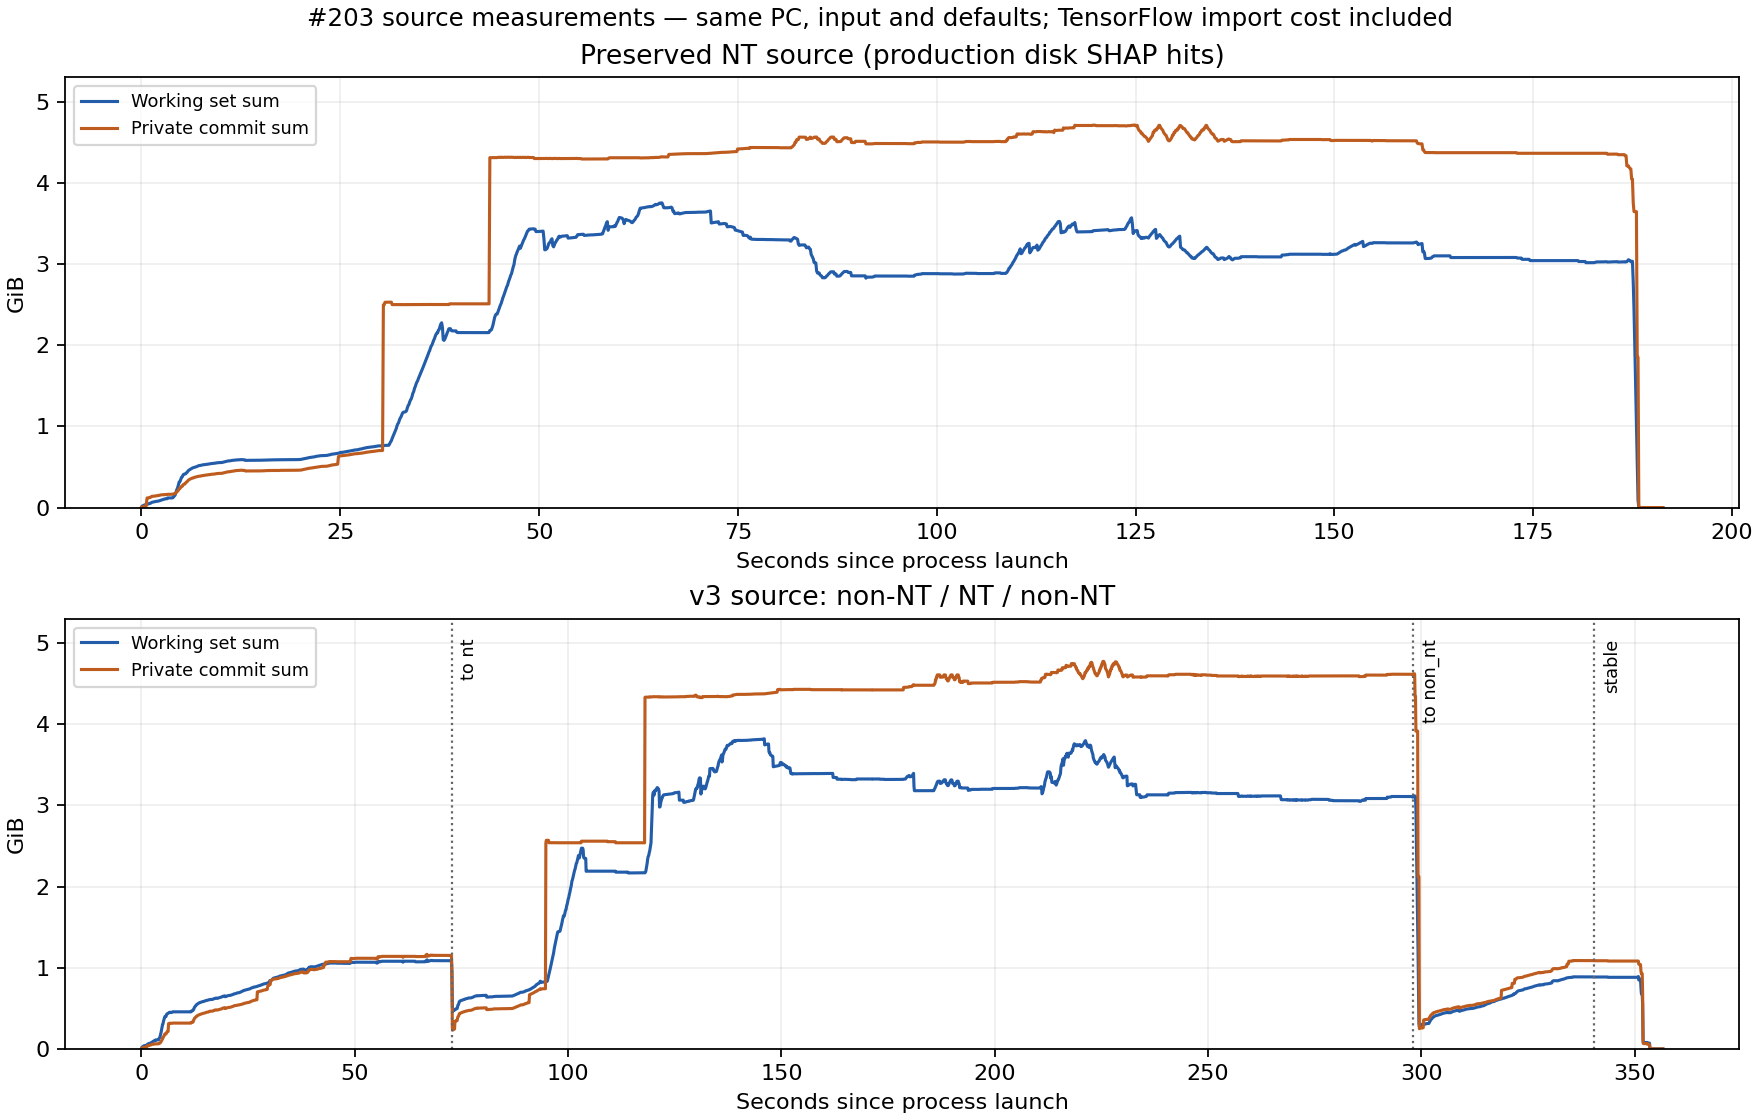 #203 source measurements — same PC, input and defaults; TensorFlow import cost included
Preserved NT source (production disk SHAP hits)
Working set sum
Private commit sum
GiB
5
4
3
2
1
0
0 25 50 75 100 125 150 175 200
Seconds since process launch
v3 source: non-NT / NT / non-NT
Working set sum
Private commit sum
to nt
to non_nt
stable
GiB
5
4
3
2
1
0
0 50 100 150 200 250 300 350
Seconds since process launch